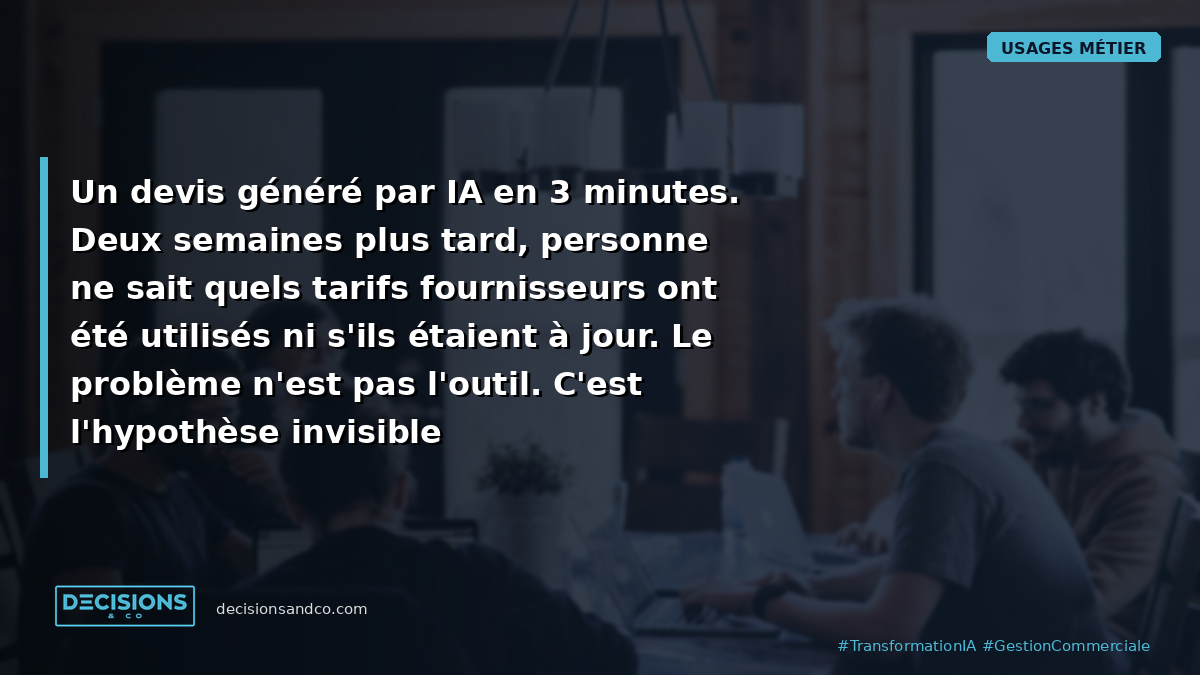 USAGES MÉTIER
Un devis généré par IA en 3 minutes.
Deux semaines plus tard, personne
ne sait quels tarifs fournisseurs ont
été utilisés ni s'ils étaient à jour. Le
problème n'est pas l'outil. C'est
l'hypothèse invisible
DECISIONS
& CO
decisionsandco.com
#TransformationIA #GestionCommerciale